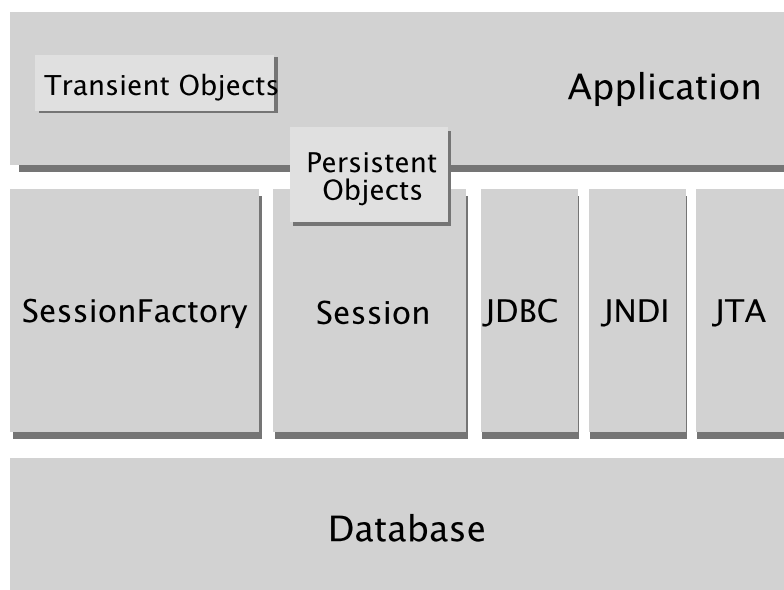 Transient Objects
Application
Persistent
Objects
SessionFactory
Session
JDBC
JNDI
JTA
Database